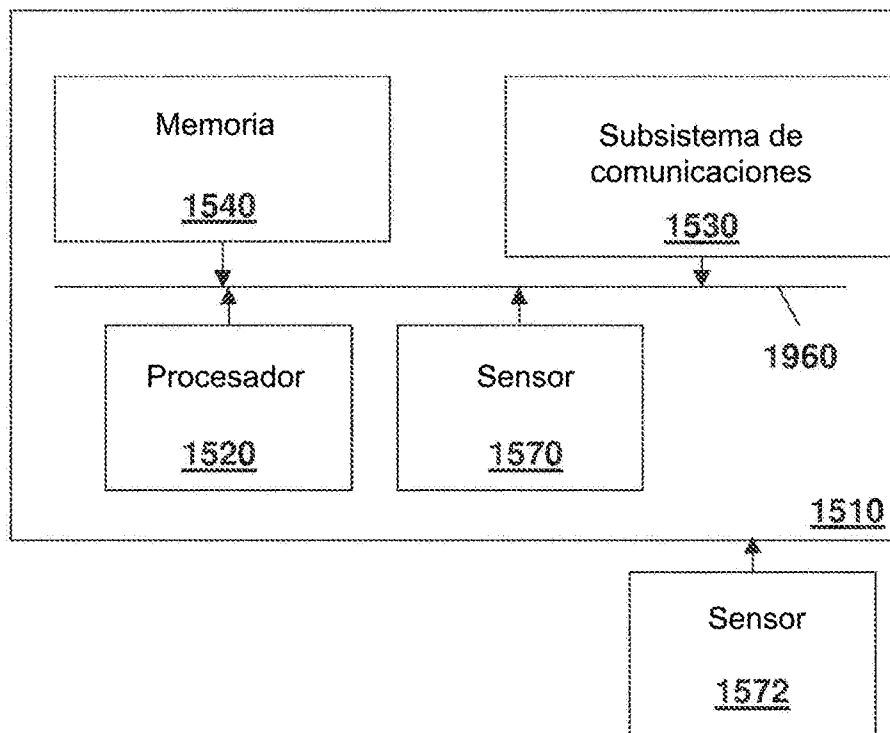 Memoria
1540
Subsistema de
comunicaciones
1530
1960
Procesador
1520
Sensor
1570
1510
Sensor
1572